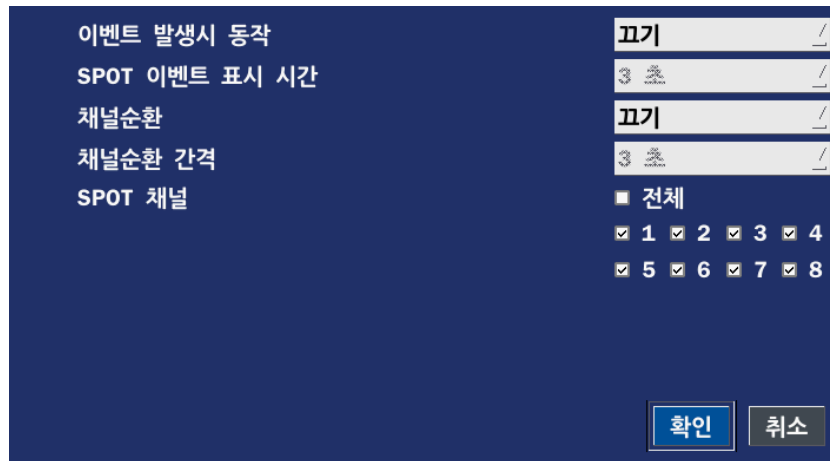 이벤트 발생시 동작 끄기
SPOT 이벤트 표시 시간 3 초
채널순환 끄기
채널순환 간격 3 초
SPOT 채널 전체
1 2 3 4
5 6 7 8
확인 취소